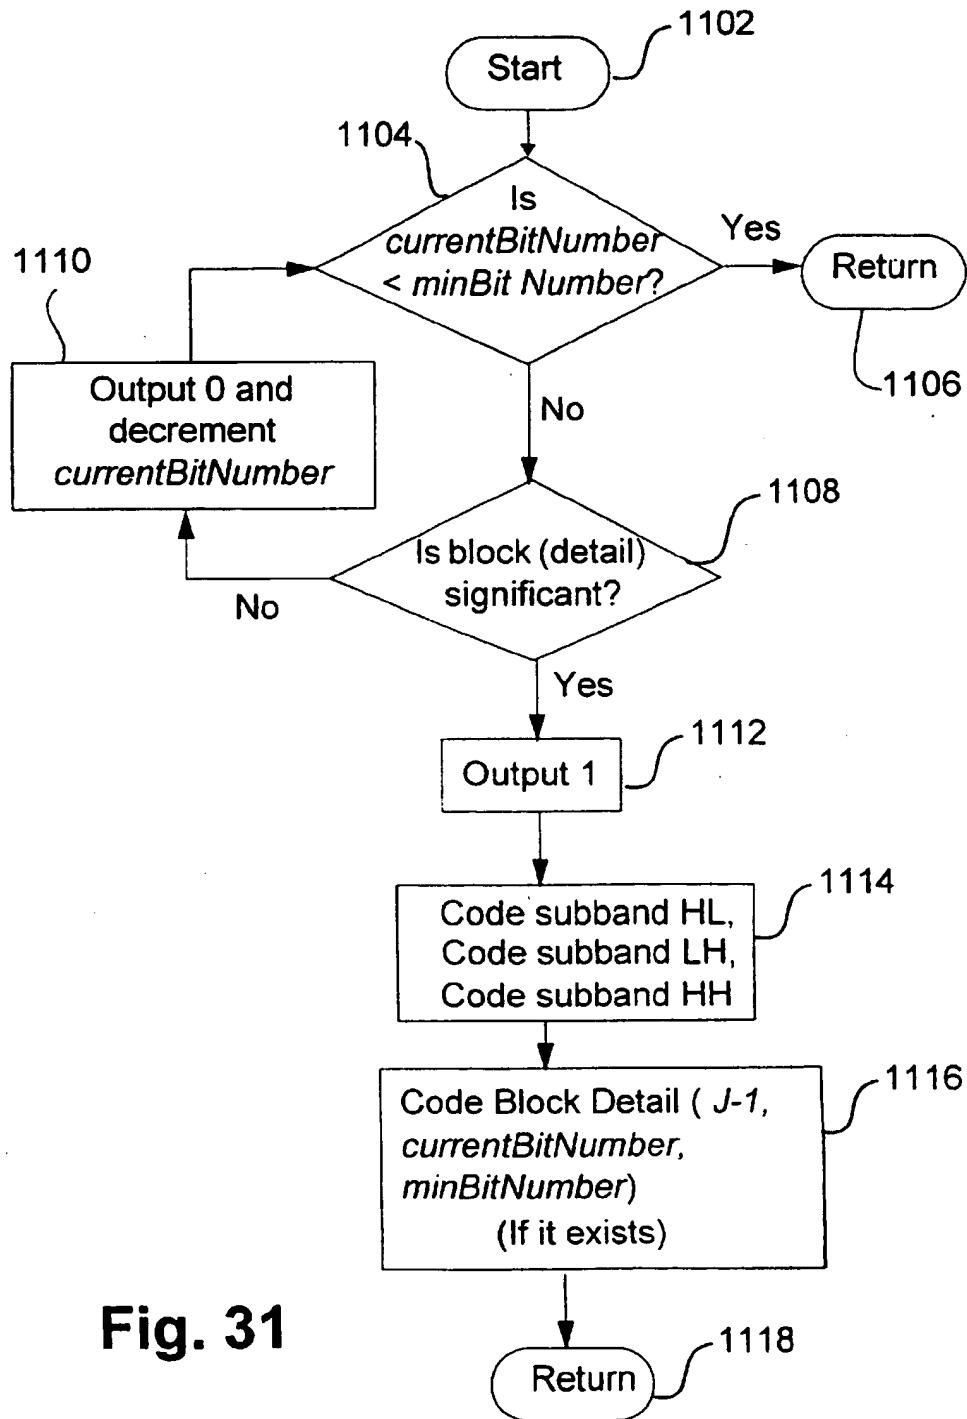 1102
Start
1104
Is
currentBitNumber
< minBit Number?
Yes
Return
1106
1110
Output 0 and
decrement
currentBitNumber
No
1108
Is block (detail)
significant?
No
Yes
1112
Output 1
1114
Code subband HL,
Code subband LH,
Code subband HH
1116
Code Block Detail ( J-1,
currentBitNumber,
minBitNumber)
(If it exists)
Fig. 31
1118
Return